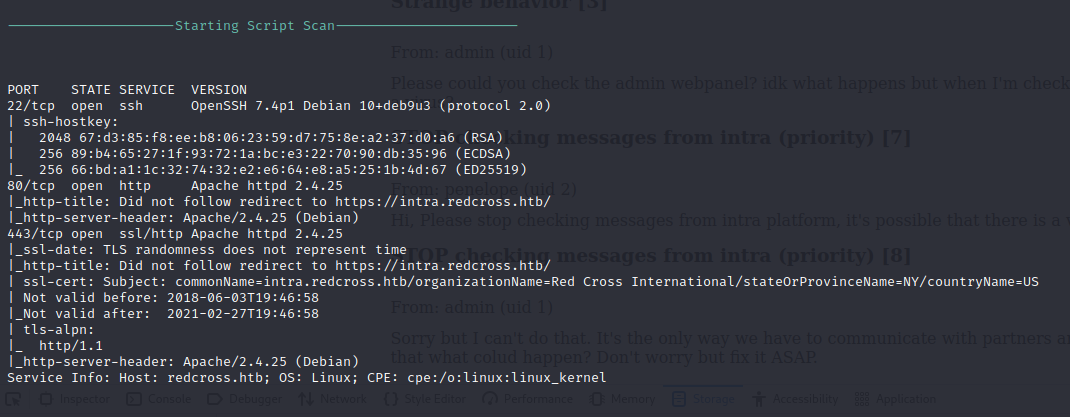 Strange behavior [3]
Starting Script Scan
From: admin (uid 1)
Please could you check the admin webpanel? idk what happens but when I'm check
PORT    STATE SERVICE  VERSION
22/tcp  open  ssh      OpenSSH 7.4p1 Debian 10+deb9u3 (protocol 2.0)
| ssh-hostkey:
|   2048 67:d3:85:f8:ee:b8:06:23:59:d7:75:8e:a2:37:d0:a6 (RSA)
|   256 89:b4:65:27:1f:93:72:1a:bc:e3:22:70:90:db:35:96 (ECDSA)
|_  256 66:bd:a1:1c:32:74:32:e2:e6:64:e8:a5:25:1b:4d:67 (ED25519)
80/tcp  open  http     Apache httpd 2.4.25
|_http-title: Did not follow redirect to https://intra.redcross.htb/
|_http-server-header: Apache/2.4.25 (Debian)
443/tcp open  ssl/http Apache httpd 2.4.25
|_ssl-date: TLS randomness does not represent time
|_http-title: Did not follow redirect to https://intra.redcross.htb/
| ssl-cert: Subject: commonName=intra.redcross.htb/organizationName=Red Cross International/stateOrProvinceName=NY/countryName=US
| Not valid before: 2018-06-03T19:46:58
|_Not valid after:  2021-02-27T19:46:58
| tls-alpn:
|_  http/1.1
|_http-server-header: Apache/2.4.25 (Debian)
Service Info: Host: redcross.htb; OS: Linux; CPE: cpe:/o:linux:linux_kernel
checking messages from intra (priority) [7]
From: penelope (uid 2)
Hi, Please stop checking messages from intra platform, it's possible that there is a
STOP checking messages from intra (priority) [8]
From: admin (uid 1)
Sorry but I can't do that. It's the only way we have to communicate with partners a
that what colud happen? Don't worry but fix it ASAP.
Inspector
Console
Debugger
Network
Style Editor
Performance
Memory
Storage
Accessibility
Application